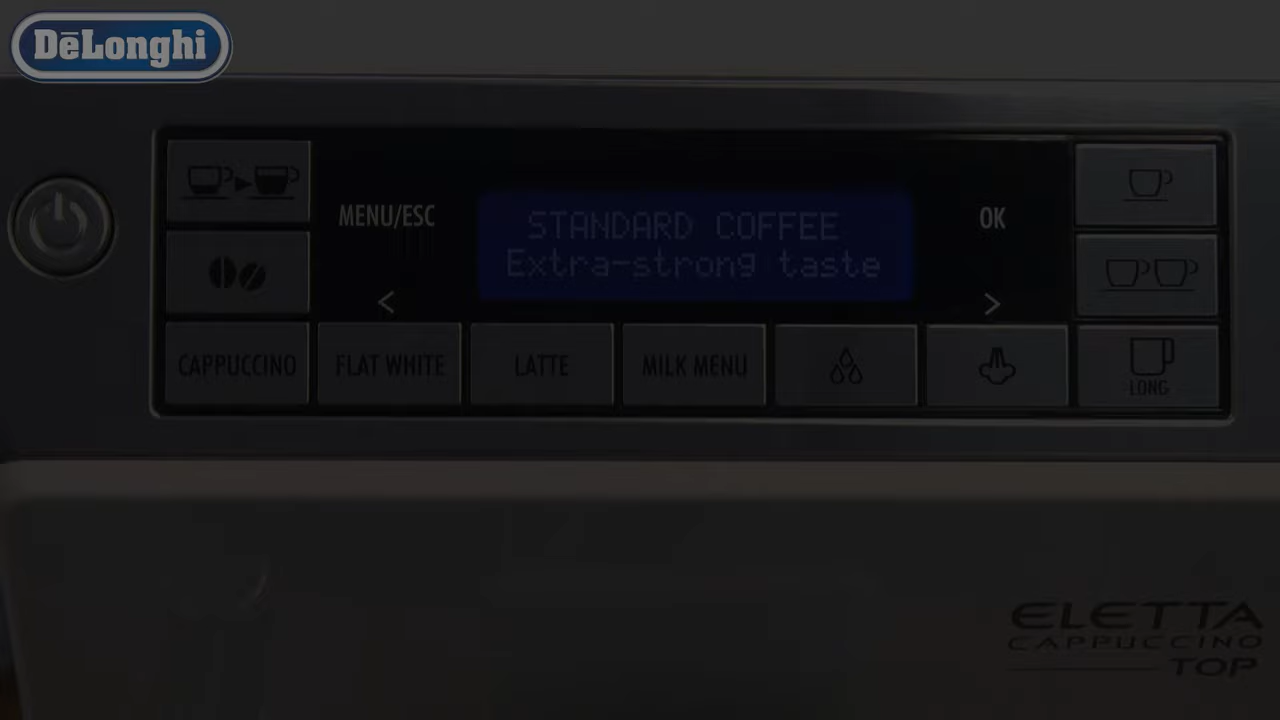 DēLonghi
MENU/ESC
STANDARD COFFEE
Extra-strong taste
OK
<
>
CAPPUCCINO
FLAT WHITE
LATTE
MILK MENU
LONG
ELETTA
CAPPUCCINO
TOP